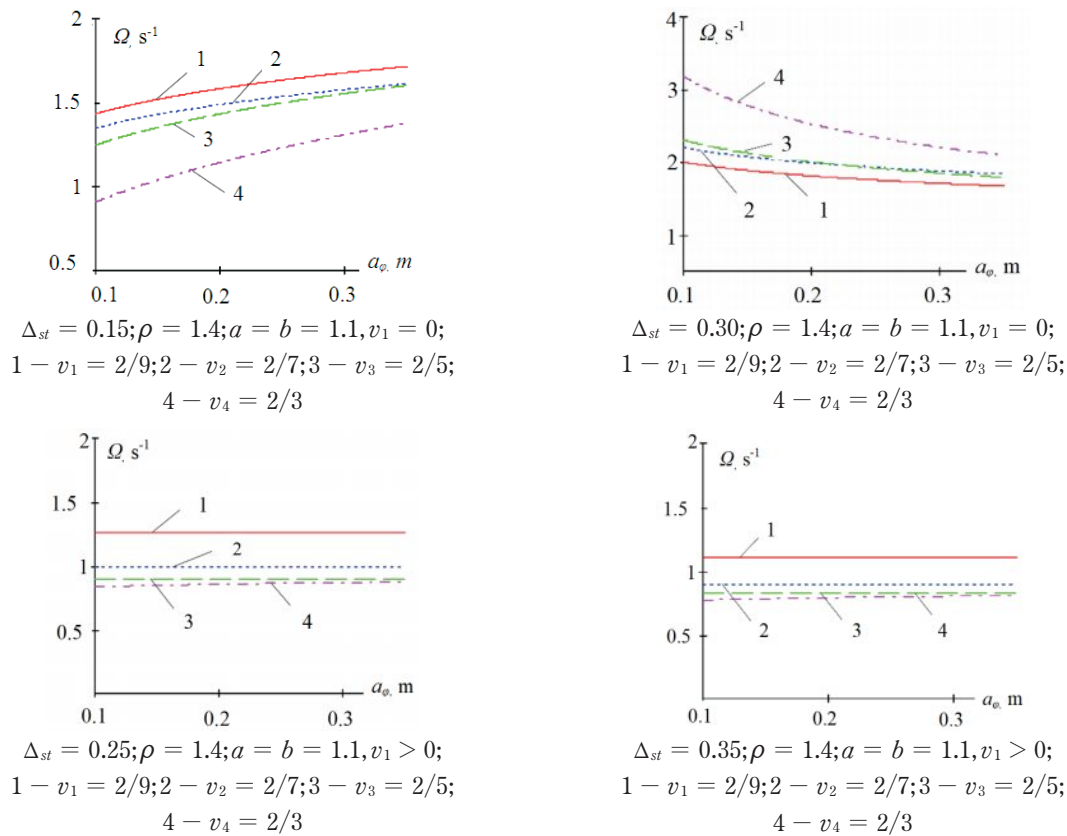 2
Ω, s⁻¹
1
2
1.5
3
1
4
0.5
aφ, m
0.1
0.2
0.3
Δst = 0.15;ρ = 1.4;a = b = 1.1,v₁ = 0;
1 − v₁ = 2/9;2 − v₂ = 2/7;3 − v₃ = 2/5;
4 − v₄ = 2/3
4
Ω, s⁻¹
4
3
3
2
2
1
1
aφ, m
0.1
0.2
0.3
Δst = 0.30;ρ = 1.4;a = b = 1.1,v₁ = 0;
1 − v₁ = 2/9;2 − v₂ = 2/7;3 − v₃ = 2/5;
4 − v₄ = 2/3
2
Ω, s⁻¹
1.5
1
2
1
3
4
0.5
aφ, m
0.1
0.2
0.3
Δst = 0.25;ρ = 1.4;a = b = 1.1,v₁ > 0;
1 − v₁ = 2/9;2 − v₂ = 2/7;3 − v₃ = 2/5;
4 − v₄ = 2/3
2
Ω, s⁻¹
1.5
1
1
0.5
2
3
4
aφ, m
0.1
0.2
0.3
Δst = 0.35;ρ = 1.4;a = b = 1.1,v₁ > 0;
1 − v₁ = 2/9;2 − v₂ = 2/7;3 − v₃ = 2/5;
4 − v₄ = 2/3